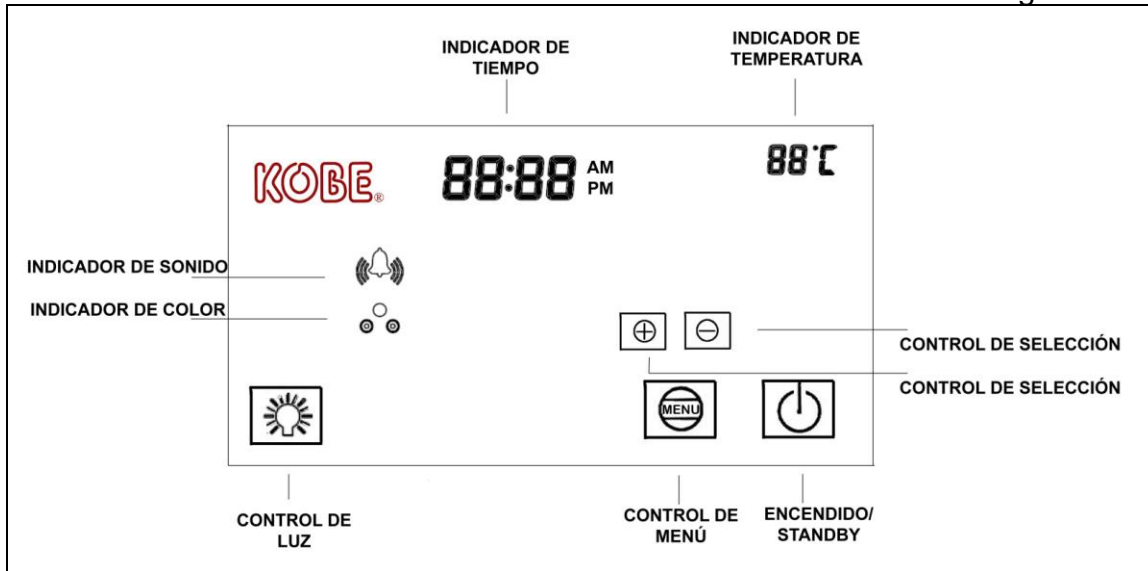 INDICADOR DE
TIEMPO
INDICADOR DE
TEMPERATURA
KOBE®
88:88 AM
PM
88°C
INDICADOR DE SONIDO
INDICADOR DE COLOR
CONTROL DE SELECCIÓN
CONTROL DE SELECCIÓN
MENU
CONTROL DE
LUZ
CONTROL DE
MENÚ
ENCENDIDO/
STANDBY